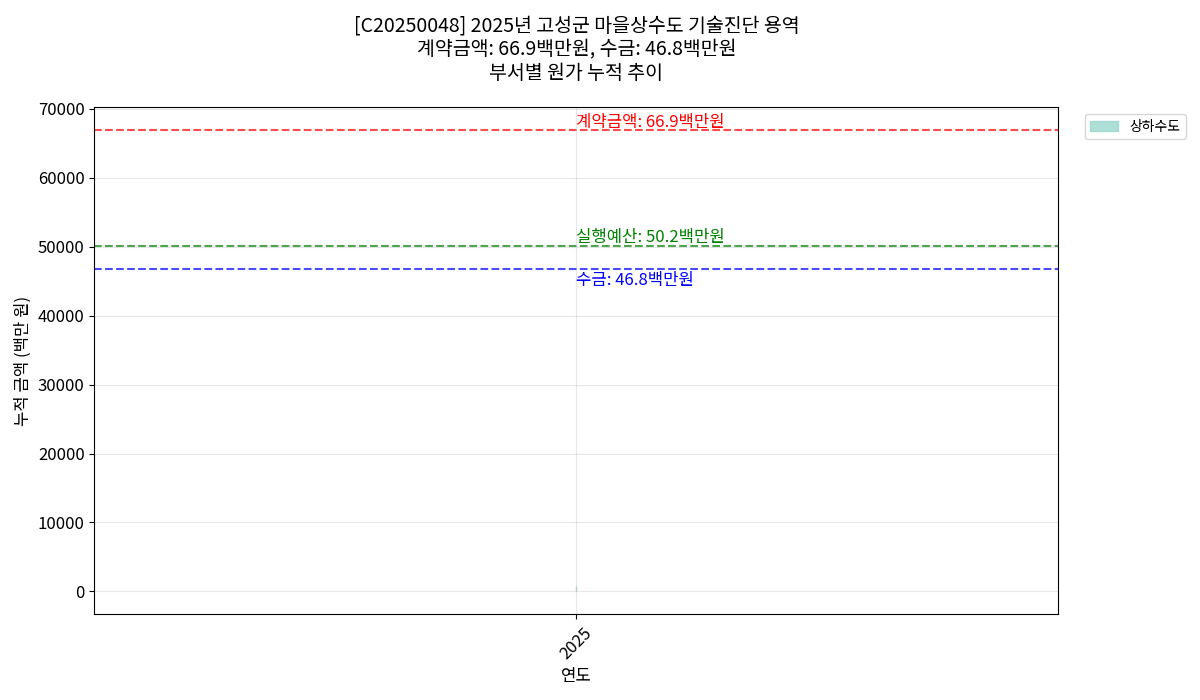 [C20250048] 2025년 고성군 마을상수도 기술진단 용역
계약금액: 66.9백만원, 수금: 46.8백만원
부서별 원가 누적 추이
상하수도
누적 금액 (백만 원)
70000
60000
50000
40000
30000
20000
10000
0
계약금액: 66.9백만원
실행예산: 50.2백만원
수금: 46.8백만원
2025
연도